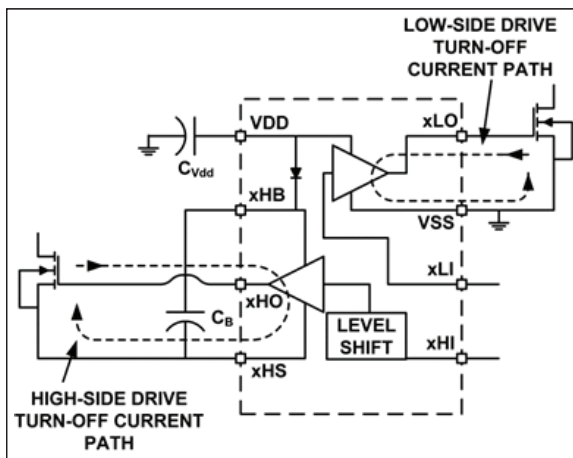 LOW-SIDE DRIVE
TURN-OFF
CURRENT PATH
VDD
xLO
CVdd
xHB
VSS
xHO
xLI
CB
LEVEL
SHIFT
xHI
xHS
HIGH-SIDE DRIVE
TURN-OFF CURRENT
PATH